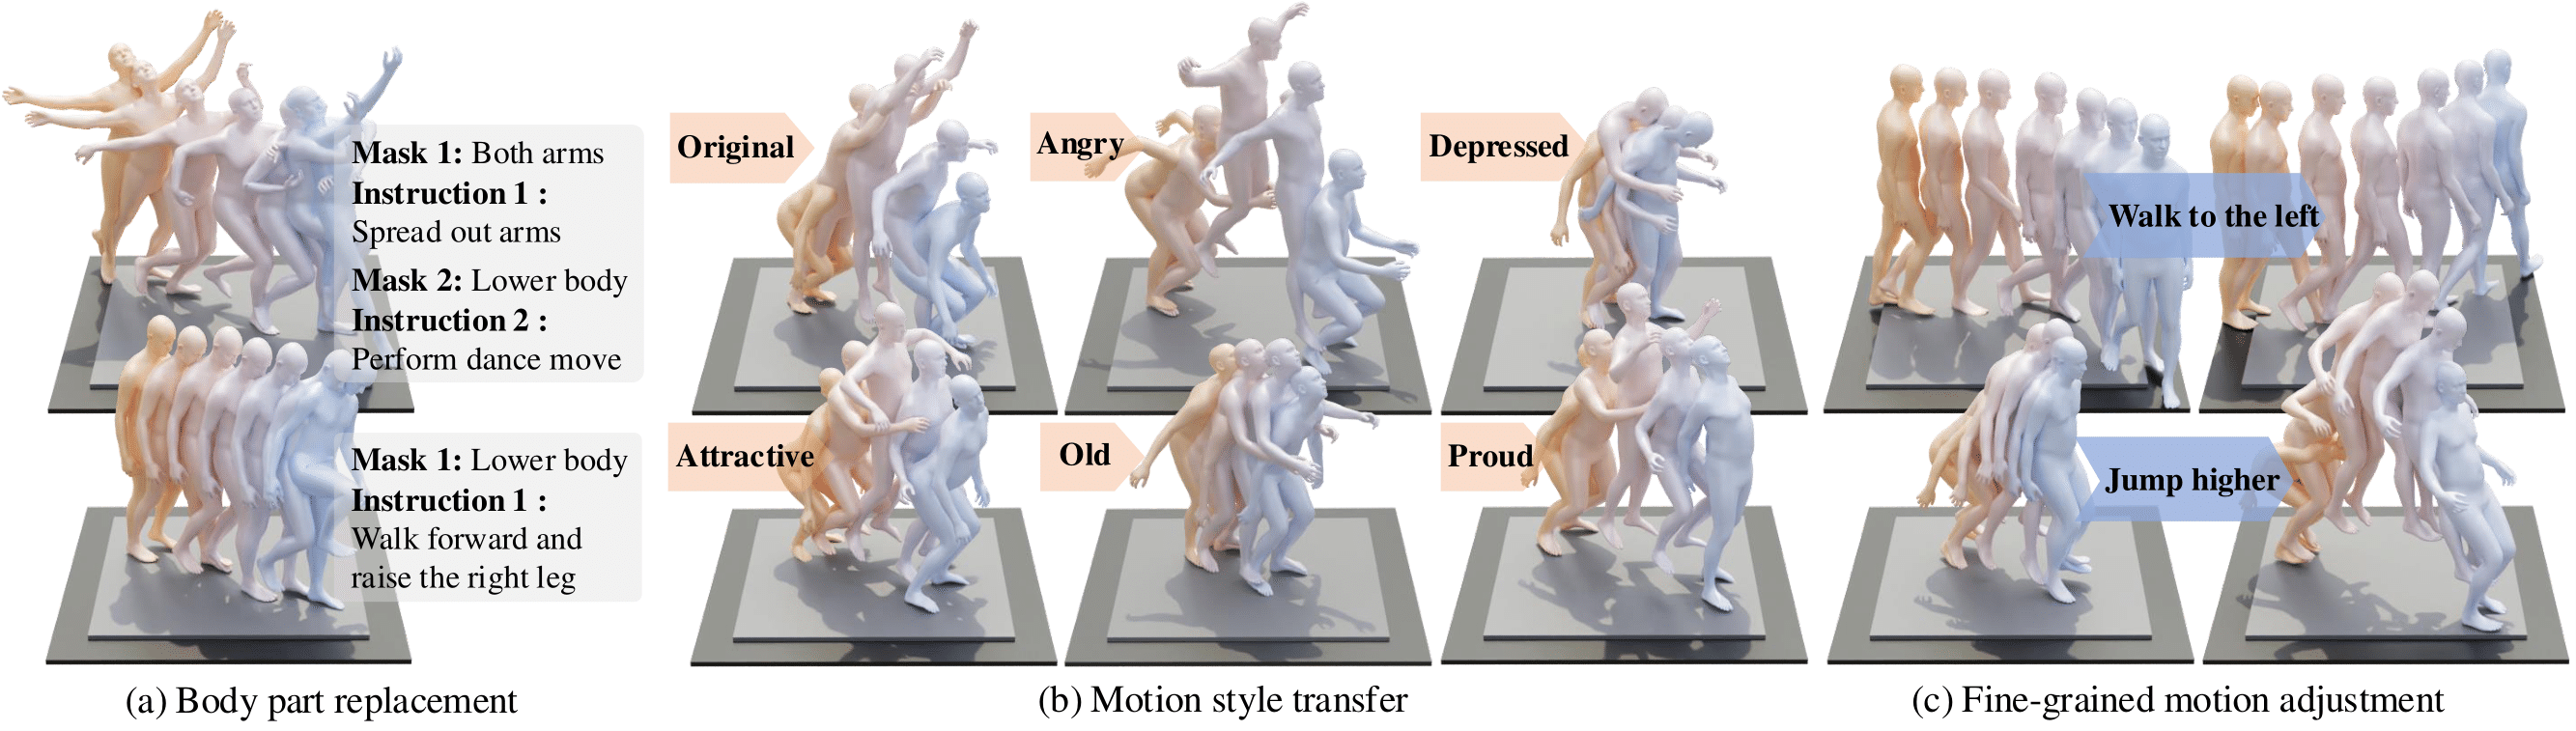 Mask 1: Both arms
Instruction 1 :
Spread out arms
Mask 2: Lower body
Instruction 2 :
Perform dance move
Mask 1: Lower body
Instruction 1 :
Walk forward and
raise the right leg
(a) Body part replacement
Original
Angry
Depressed
Attractive
Old
Proud
(b) Motion style transfer
Walk to the left
Jump higher
(c) Fine-grained motion adjustment